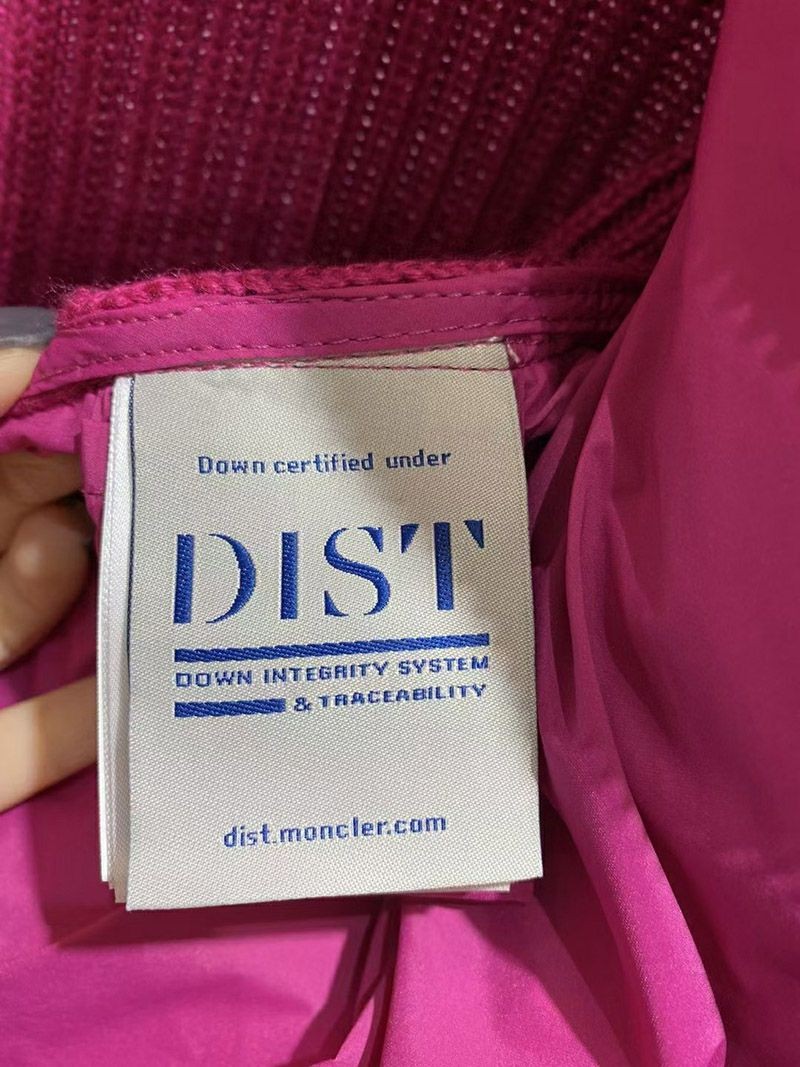 Down certified under
DIST
DOWN INTEGRITY SYSTEM
& TRACEABILITY
dist.moncler.com